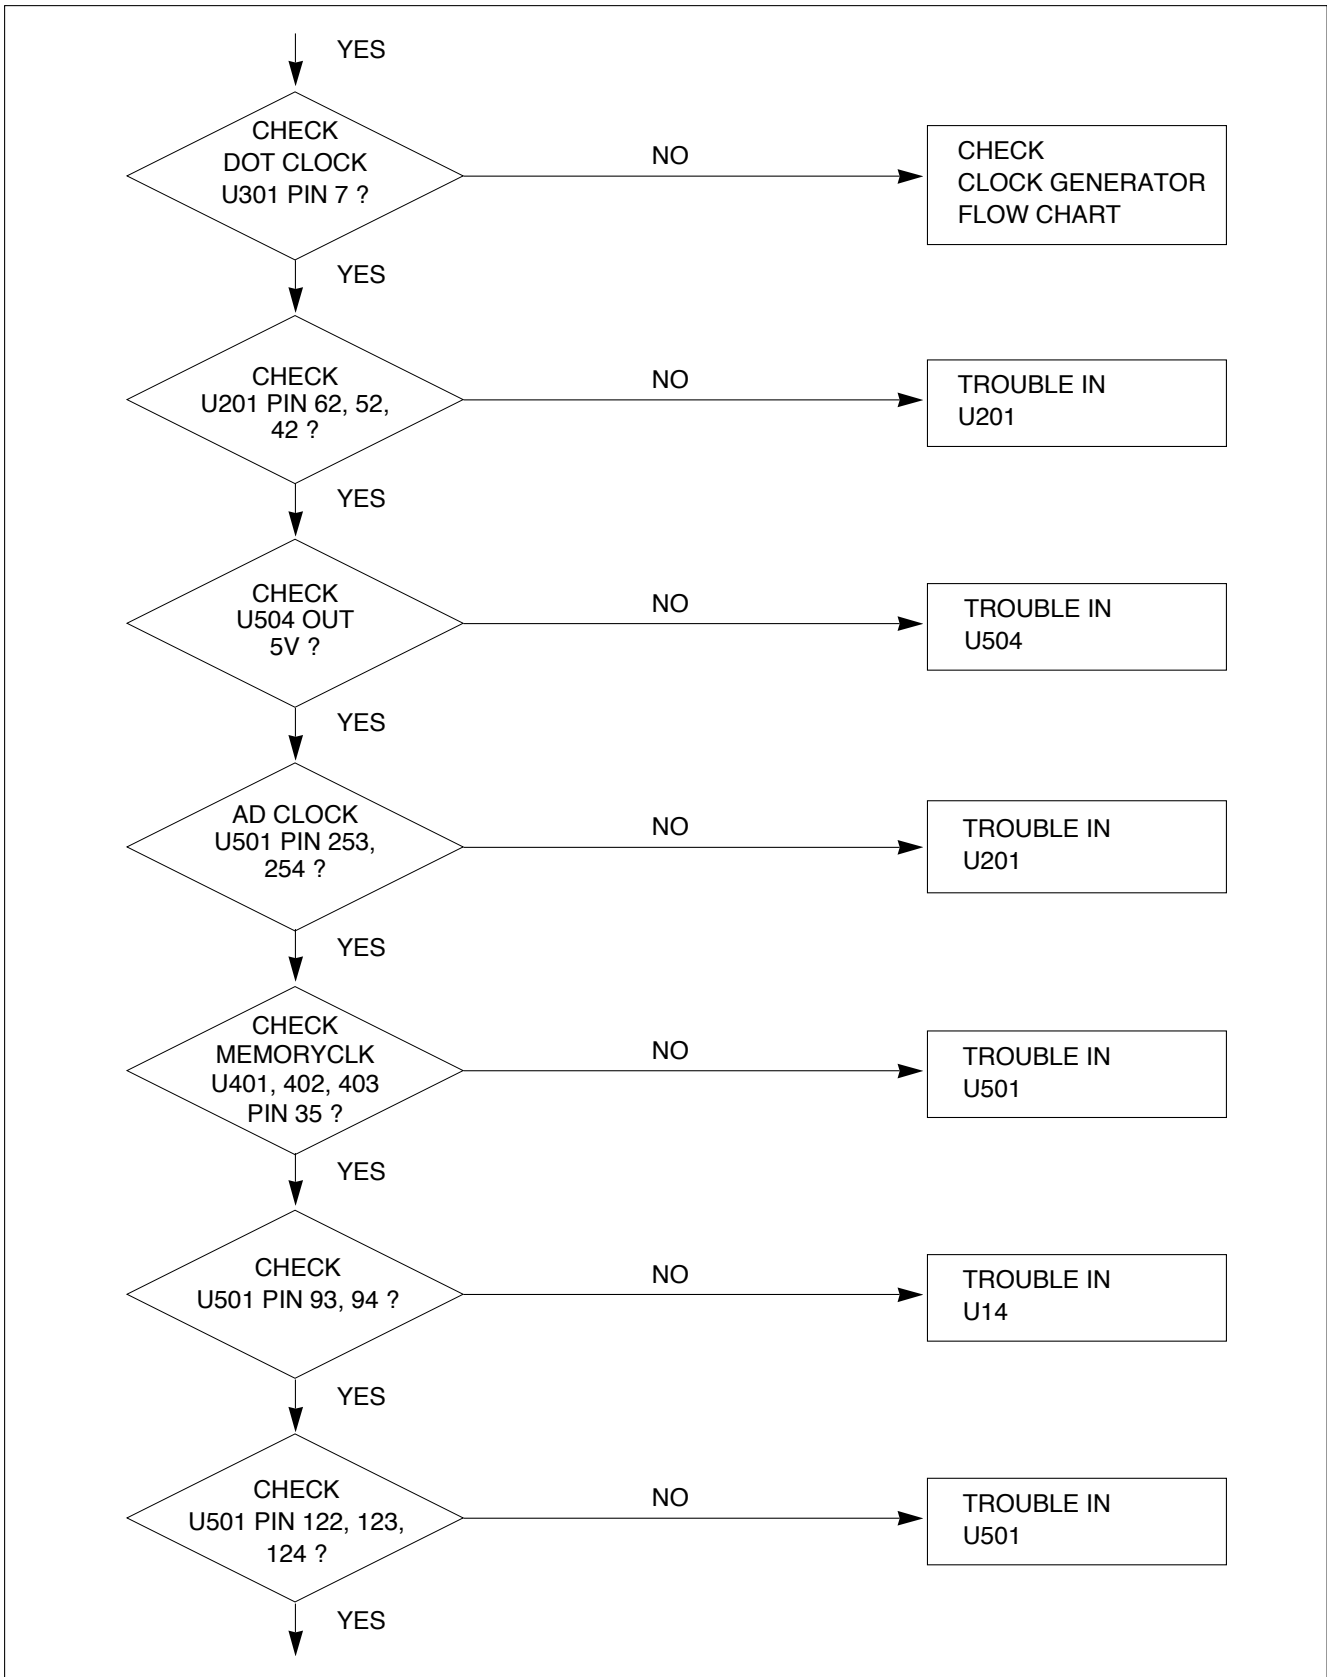 YES
CHECK
DOT CLOCK
U301 PIN 7 ?
NO
CHECK
CLOCK GENERATOR
FLOW CHART
YES
CHECK
U201 PIN 62, 52,
42 ?
NO
TROUBLE IN
U201
YES
CHECK
U504 OUT
5V ?
NO
TROUBLE IN
U504
YES
AD CLOCK
U501 PIN 253,
254 ?
NO
TROUBLE IN
U201
YES
CHECK
MEMORYCLK
U401, 402, 403
PIN 35 ?
NO
TROUBLE IN
U501
YES
CHECK
U501 PIN 93, 94 ?
NO
TROUBLE IN
U14
YES
CHECK
U501 PIN 122, 123,
124 ?
NO
TROUBLE IN
U501
YES